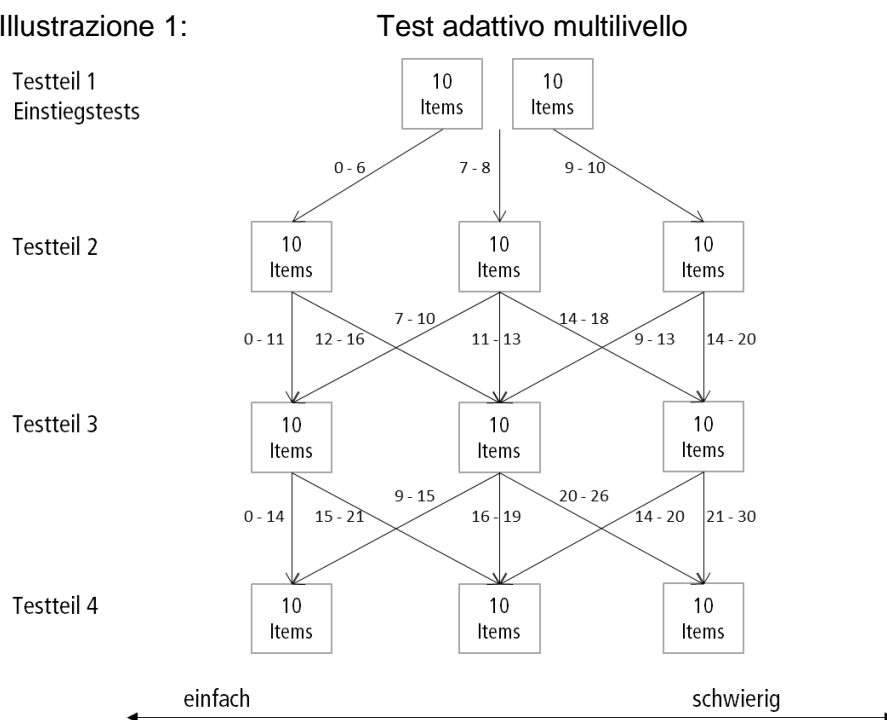 Illustrazione 1: Test adattivo multilivello
Testteil 1
Einstiegstests
10
Items
10
Items
0 - 6
7 - 8
9 - 10
Testteil 2
10
Items
10
Items
10
Items
7 - 10
14 - 18
0 - 11
12 - 16
11 - 13
9 - 13
14 - 20
Testteil 3
10
Items
10
Items
10
Items
9 - 15
20 - 26
0 - 14
15 - 21
16 - 19
14 - 20
21 - 30
Testteil 4
10
Items
10
Items
10
Items
einfach
schwierig